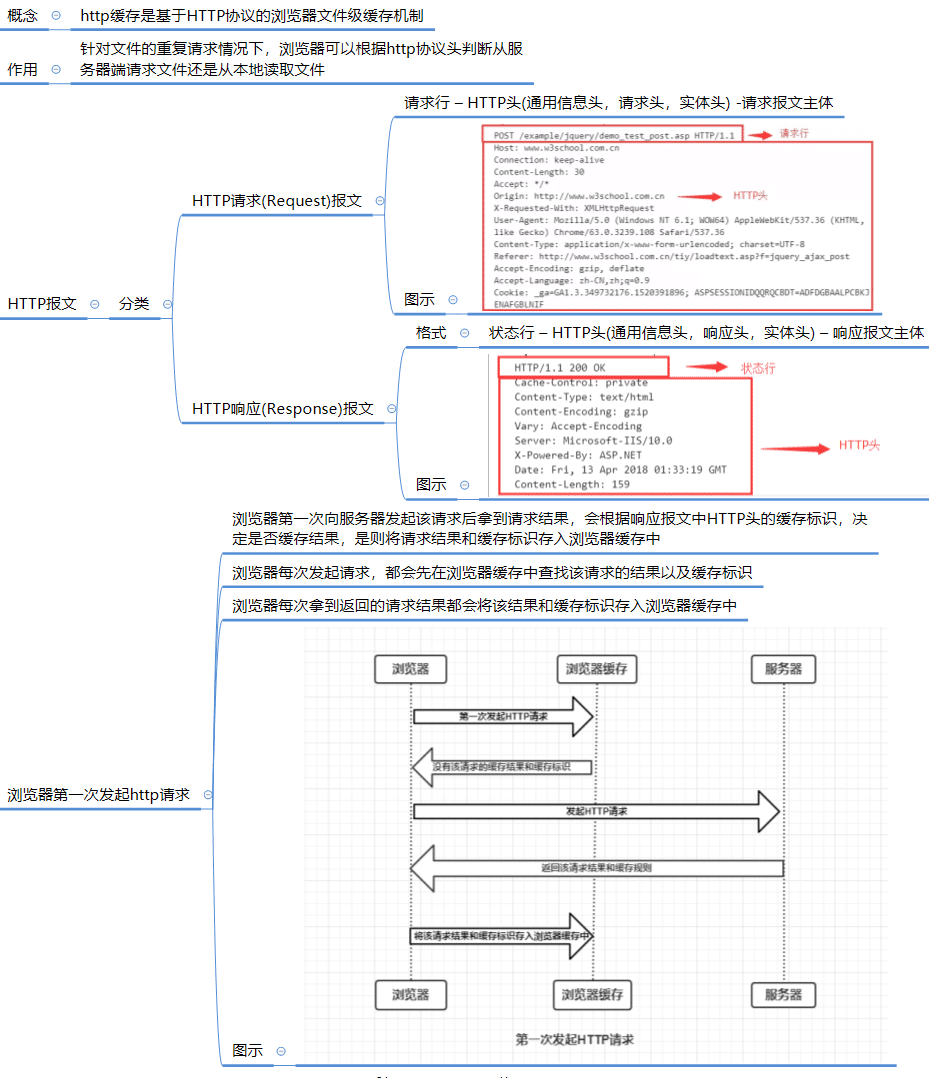 概念
http缓存是基于HTTP协议的浏览器文件级缓存机制
作用
针对文件的重复请求情况下，浏览器可以根据http协议头判断从服
务器端请求文件还是从本地读取文件
HTTP报文
分类
HTTP请求(Request)报文
请求行 – HTTP头(通用信息头，请求头，实体头) -请求报文主体
图示
POST /example/jquery/demo_test_post.asp HTTP/1.1
请求行
Host: www.w3school.com.cn
Connection: keep-alive
Content-Length: 30
Accept: */*
Origin: http://www.w3school.com.cn
HTTP头
X-Requested-With: XMLHttpRequest
User-Agent: Mozilla/5.0 (Windows NT 6.1; WOW64) AppleWebKit/537.36 (KHTML,
like Gecko) Chrome/63.0.3239.108 Safari/537.36
Content-Type: application/x-www-form-urlencoded; charset=UTF-8
Referer: http://www.w3school.com.cn/tiy/loadtext.asp?f=jquery_ajax_post
Accept-Encoding: gzip, deflate
Accept-Language: zh-CN,zh;q=0.9
Cookie: _ga=GA1.3.349732176.1520391896; ASPSESSIONIDQQRQCBDT=ADFDGBAALPCBKJ
ENAFGBLNIF
HTTP响应(Response)报文
格式
状态行 – HTTP头(通用信息头，响应头，实体头) – 响应报文主体
图示
HTTP/1.1 200 OK
状态行
Cache-Control: private
Content-Type: text/html
Content-Encoding: gzip
Vary: Accept-Encoding
Server: Microsoft-IIS/10.0
HTTP头
X-Powered-By: ASP.NET
Date: Fri, 13 Apr 2018 01:33:19 GMT
Content-Length: 159
浏览器第一次发起http请求
浏览器第一次向服务器发起该请求后拿到请求结果，会根据响应报文中HTTP头的缓存标识，决
定是否缓存结果，是则将请求结果和缓存标识存入浏览器缓存中
浏览器每次发起请求，都会先在浏览器缓存中查找该请求的结果以及缓存标识
浏览器每次拿到返回的请求结果都会将该结果和缓存标识存入浏览器缓存中
图示
浏览器
浏览器缓存
服务器
第一次发起HTTP请求
没有该请求的缓存结果和缓存标识
发起HTTP请求
返回该请求结果和缓存规则
将该请求结果和缓存标识存入浏览器缓存中
浏览器
浏览器缓存
服务器
第一次发起HTTP请求